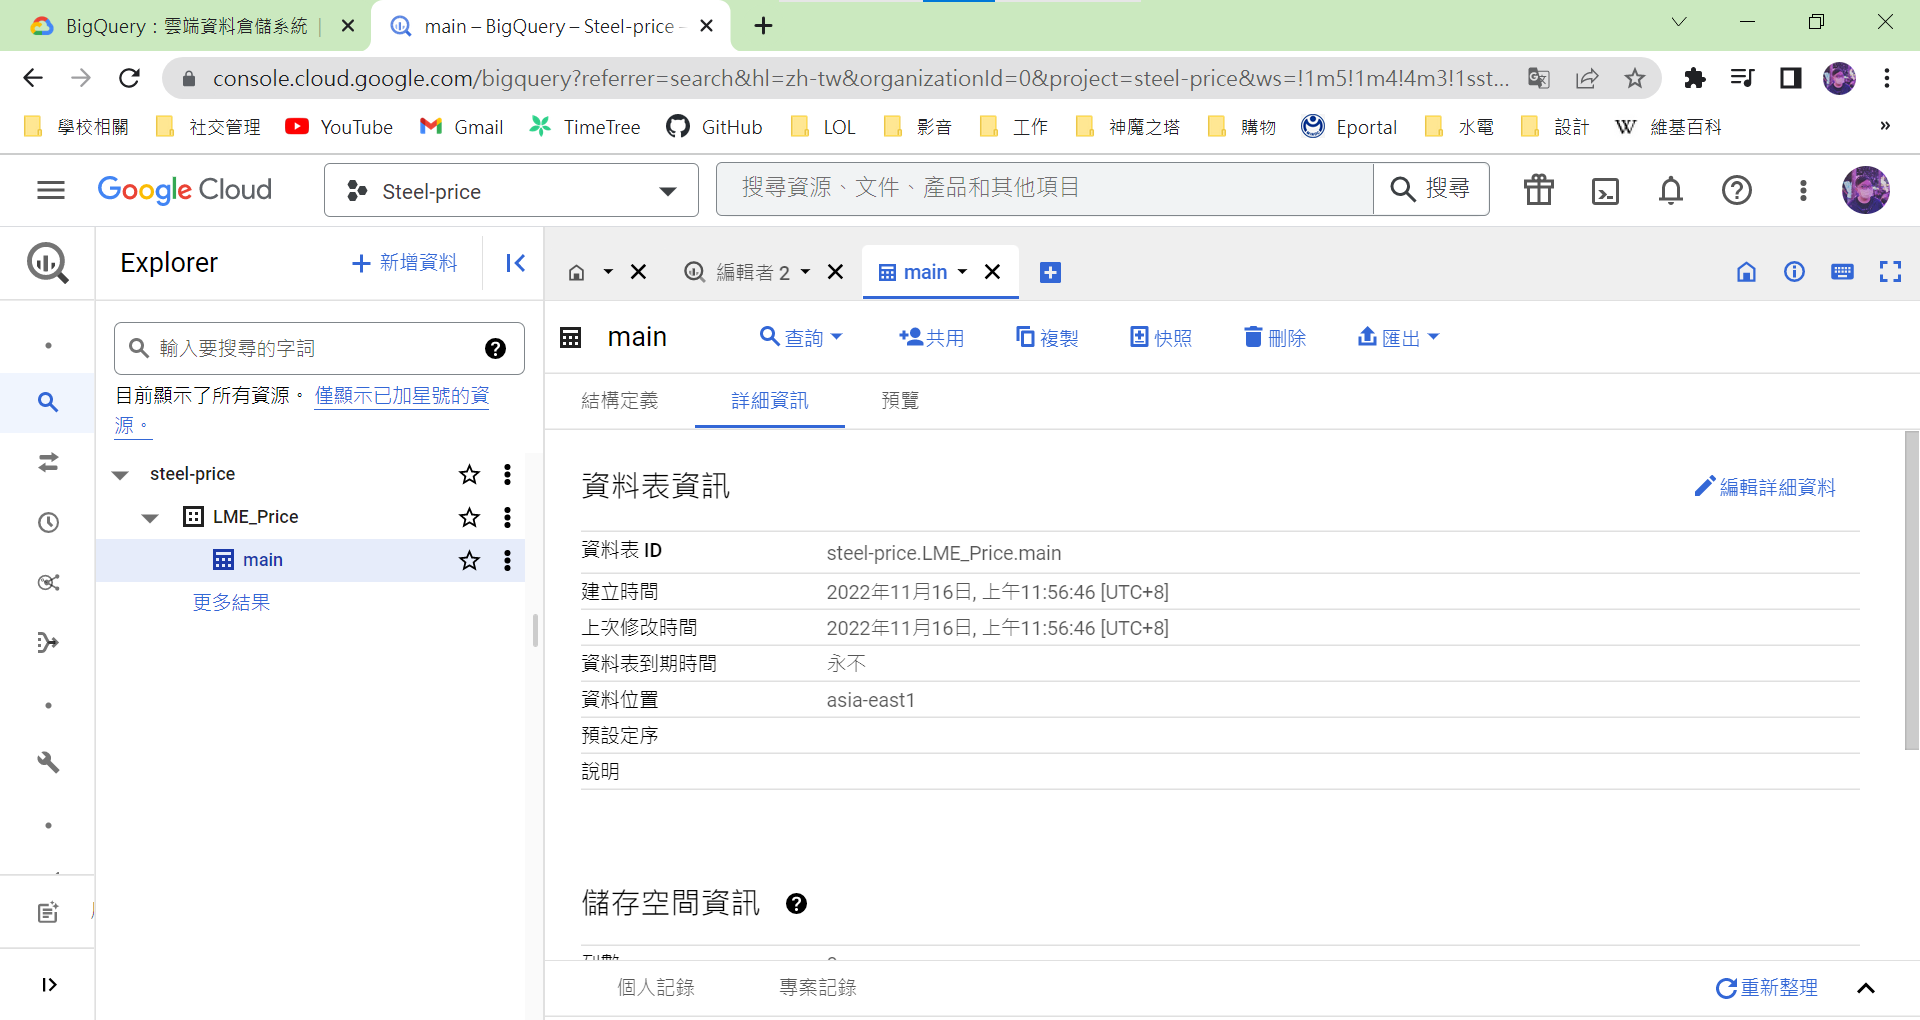 BigQuery：雲端資料倉儲系統
main – BigQuery – Steel-price -
console.cloud.google.com/bigquery?referrer=search&hl=zh-tw&organizationId=0&project=steel-price&ws=!1m5!1m4!4m3!1sst...
學校相關 社交管理 YouTube Gmail TimeTree GitHub LOL 影音 工作 神魔之塔 購物 Eportal 水電 設計 W 維基百科 »
Google Cloud Steel-price 搜尋資源、文件、產品和其他項目 搜尋
Explorer + 新增資料
編輯者 2 main
輸入要搜尋的字詞
目前顯示了所有資源。 僅顯示已加星號的資
源。
steel-price
LME_Price
main
更多結果
main 查詢 共用 複製 快照 刪除 匯出
結構定義 詳細資訊 預覽
資料表資訊 編輯詳細資料
資料表 ID steel-price.LME_Price.main
建立時間 2022年11月16日, 上午11:56:46 [UTC+8]
上次修改時間 2022年11月16日, 上午11:56:46 [UTC+8]
資料表到期時間 永不
資料位置 asia-east1
預設定序
說明
儲存空間資訊
個人記錄 專案記錄 重新整理